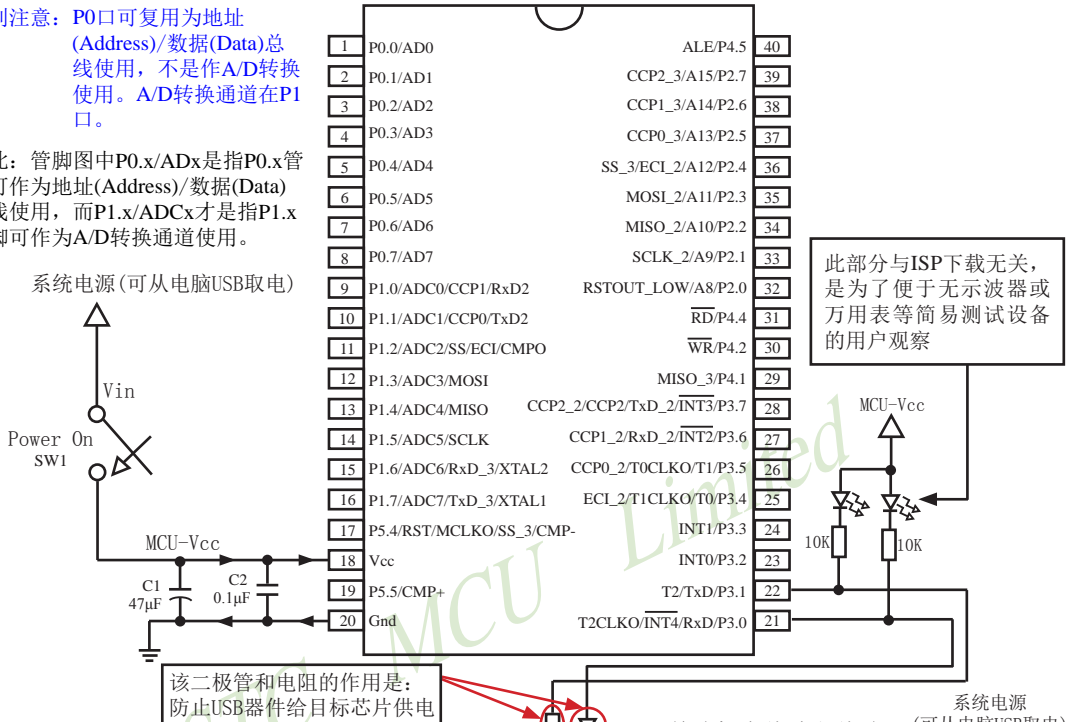 注意：P0口可复用为地址
(Address)/数据(Data)总
线使用，不是作A/D转换
使用。A/D转换通道在P1
口。
：管脚图中P0.x/ADx是指P0.x管
可作为地址(Address)/数据(Data)
线使用，而P1.x/ADCx才是指P1.x
脚可作为A/D转换通道使用。
系统电源(可从电脑USB取电)
Vin
Power On
SW1
MCU-Vcc
C1
47μF
C2
0.1μF
1 P0.0/AD0
2 P0.1/AD1
3 P0.2/AD2
4 P0.3/AD3
5 P0.4/AD4
6 P0.5/AD5
7 P0.6/AD6
8 P0.7/AD7
9 P1.0/ADC0/CCP1/RxD2
10 P1.1/ADC1/CCP0/TxD2
11 P1.2/ADC2/SS/ECI/CMPO
12 P1.3/ADC3/MOSI
13 P1.4/ADC4/MISO
14 P1.5/ADC5/SCLK
15 P1.6/ADC6/RxD_3/XTAL2
16 P1.7/ADC7/TxD_3/XTAL1
17 P5.4/RST/MCLKO/SS_3/CMP-
18 Vcc
19 P5.5/CMP+
20 Gnd
ALE/P4.5 40
CCP2_3/A15/P2.7 39
CCP1_3/A14/P2.6 38
CCP0_3/A13/P2.5 37
SS_3/ECI_2/A12/P2.4 36
MOSI_2/A11/P2.3 35
MISO_2/A10/P2.2 34
SCLK_2/A9/P2.1 33
RSTOUT_LOW/A8/P2.0 32
RD/P4.4 31
WR/P4.2 30
MISO_3/P4.1 29
CCP2_2/CCP2/TxD_2/INT3/P3.7 28
CCP1_2/RxD_2/INT2/P3.6 27
CCP0_2/T0CLKO/T1/P3.5 26
ECI_2/T1CLKO/T0/P3.4 25
INT1/P3.3 24
INT0/P3.2 23
T2/TxD/P3.1 22
T2CLKO/INT4/RxD/P3.0 21
此部分与ISP下载无关，
是为了便于无示波器或
万用表等简易测试设备
的用户观察
MCU-Vcc
10K
10K
MCU Limited
该二极管和电阻的作用是：
防止USB器件给目标芯片供电
系统电源
(可从电脑USB取电)